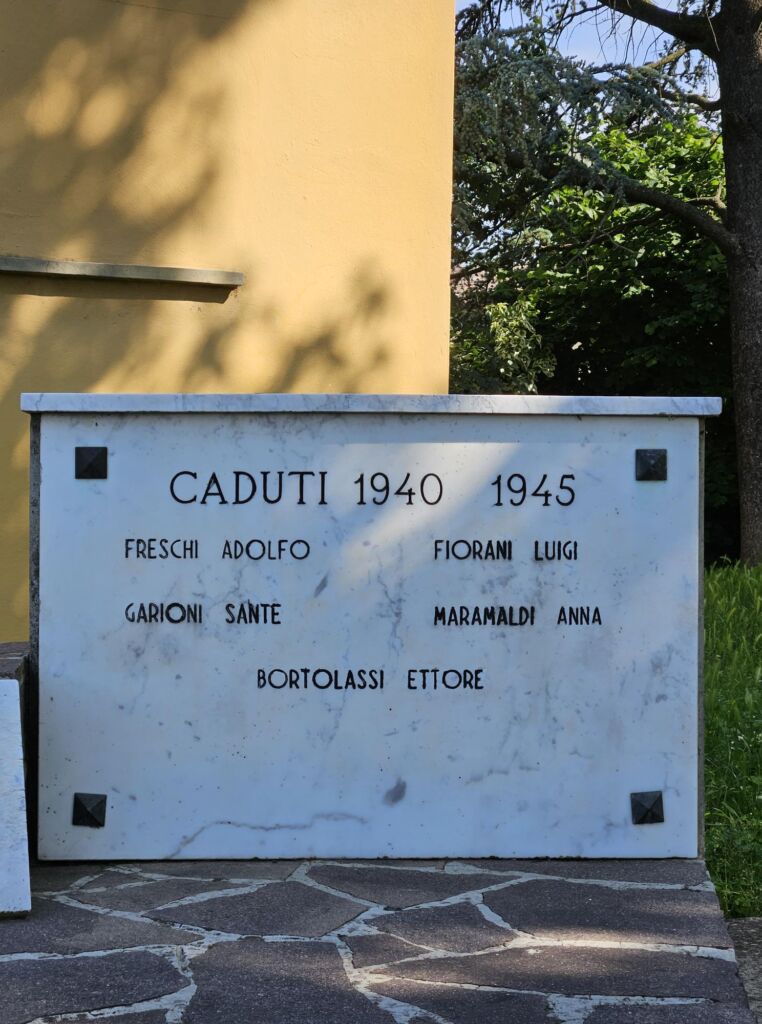 CADUTI 1940 1945
FRESCHI ADOLFO FIORANI LUIGI
GARIONI SANTE MARAMALDI ANNA
BORTOLASSI ETTORE